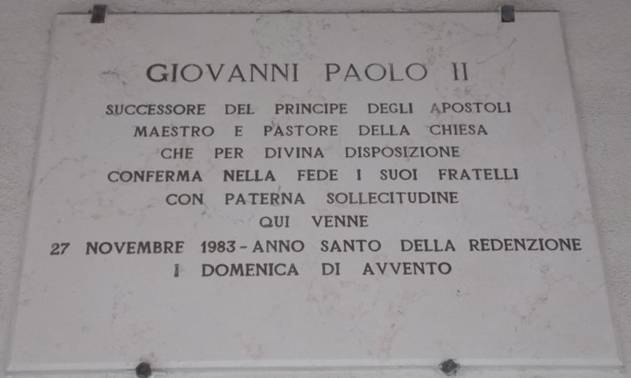 GIOVANNI PAOLO II
SUCCESSORE DEL PRINCIPE DEGLI APOSTOLI
MAESTRO E PASTORE DELLA CHIESA
CHE PER DIVINA DISPOSIZIONE
CONFERMA NELLA FEDE I SUOI FRATELLI
CON PATERNA SOLLECITUDINE
QUI VENNE
27 NOVEMBRE 1983 - ANNO SANTO DELLA REDENZIONE
I DOMENICA DI AVVENTO